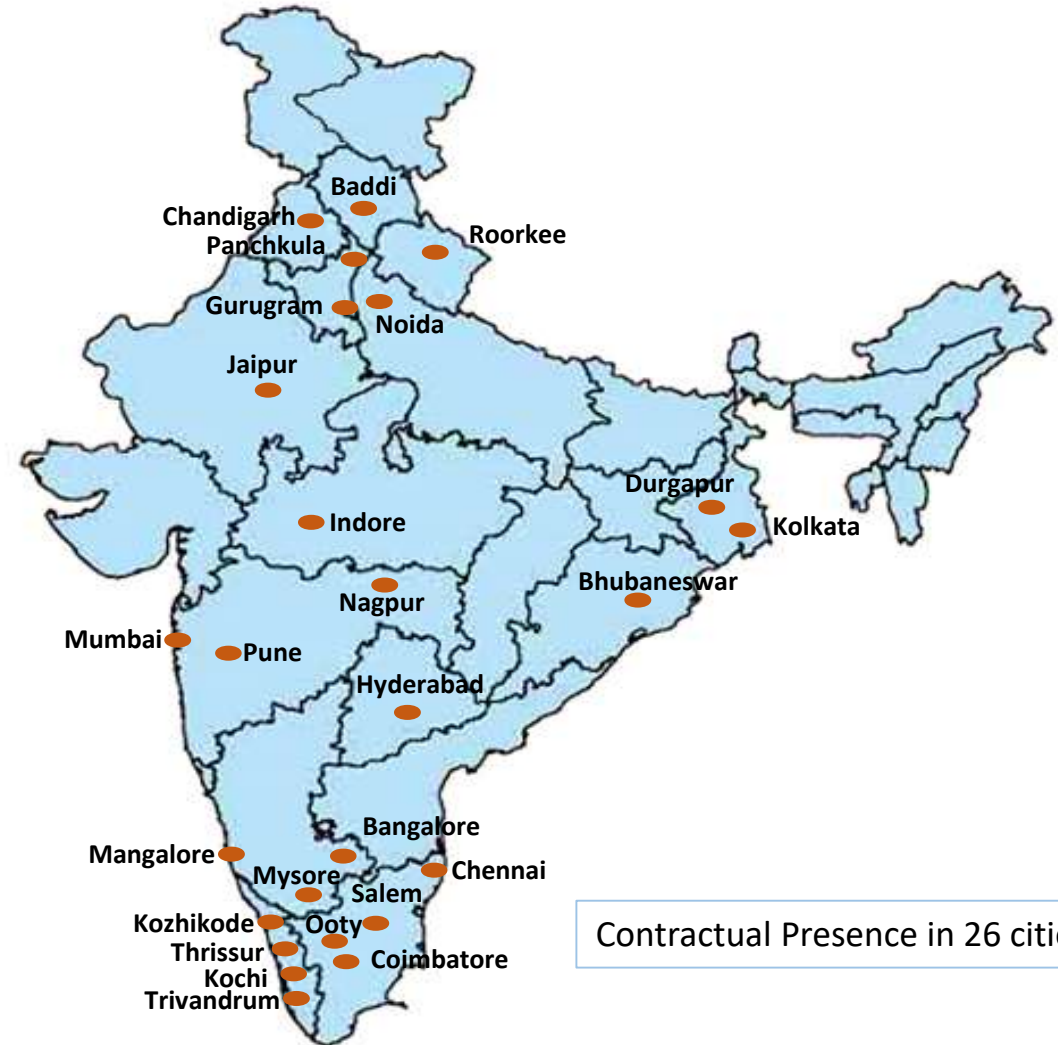 Baddi
Chandigarh
Roorkee
Panchkula
Gurugram
Noida
Jaipur
Durgapur
Indore
Kolkata
Bhubaneswar
Nagpur
Mumbai
Pune
Hyderabad
Bangalore
Mangalore
Chennai
Mysore
Salem
Kozhikode
Ooty
Thrissur
Coimbatore
Kochi
Trivandrum
Contractual Presence in 26 citi